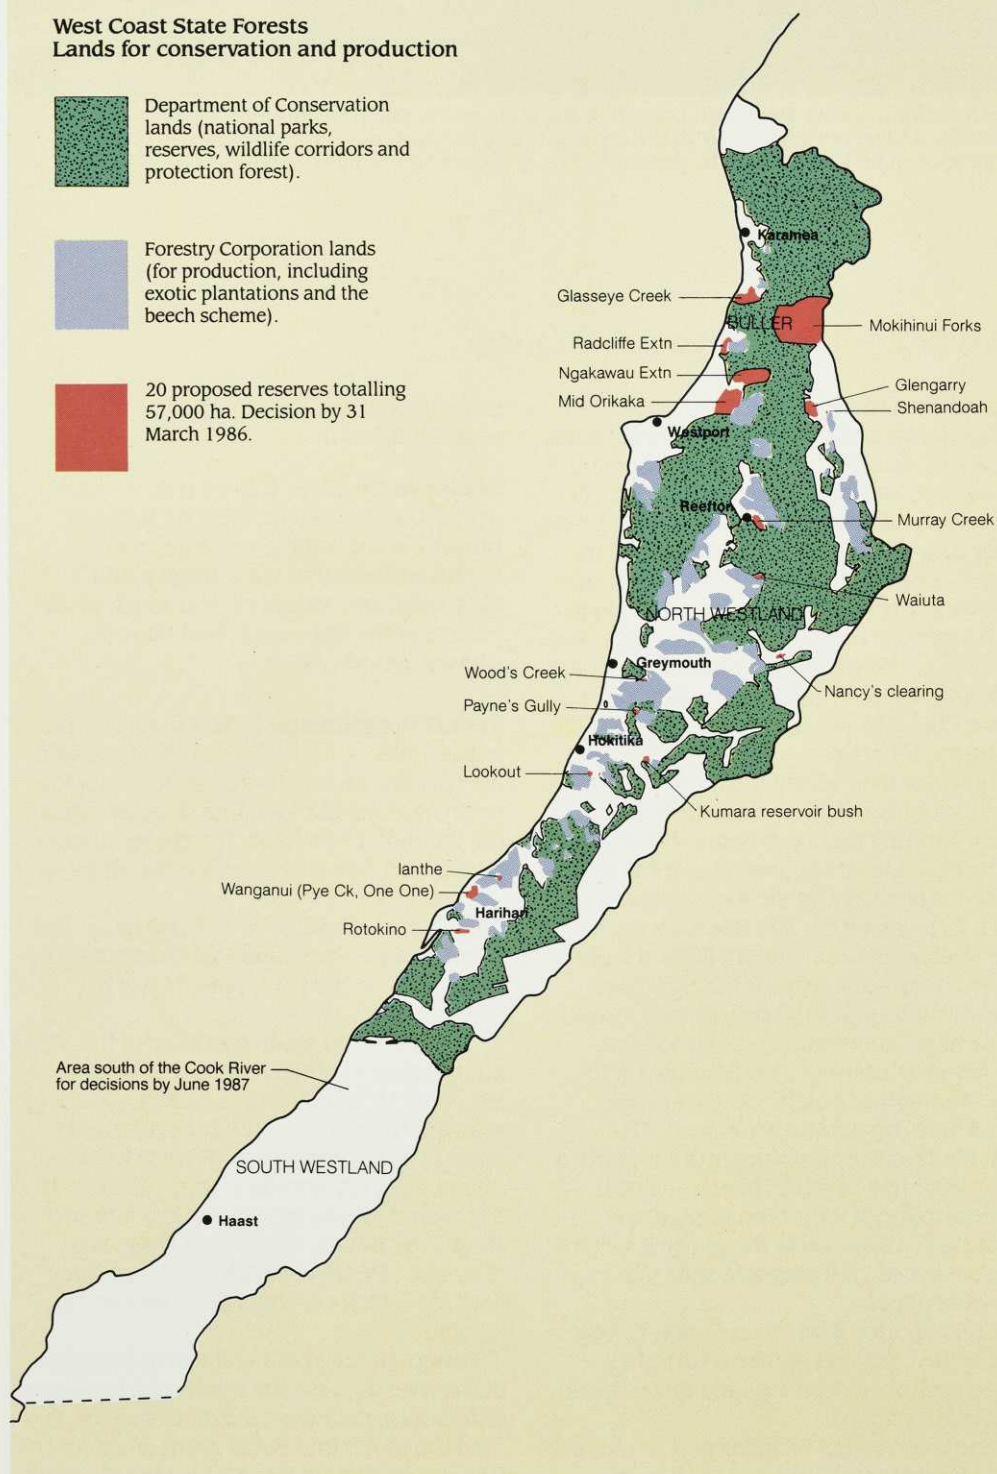 West Coast State Forests
Lands for conservation and production
Department of Conservation
lands (national parks,
reserves, wildlife corridors and
protection forest).
Forestry Corporation lands
(for production, including
exotic plantations and the
beech scheme).
20 proposed reserves totalling
57,000 ha. Decision by 31
March 1986.
Karamea
Glasseye Creek
BULLER
Mokihinui Forks
Radcliffe Extn
Ngakawau Extn
Glengarry
Mid Orikaka
Shenandoah
Westport
Reefton
Murray Creek
Waiuta
NORTH WESTLAND
Greymouth
Wood's Creek
Nancy's clearing
Payne's Gully
Hokitika
Lookout
Kumara reservoir bush
Ianthe
Wanganui (Pye Ck, One One)
Harihari
Rotokino
Area south of the Cook River
for decisions by June 1987
SOUTH WESTLAND
Haast